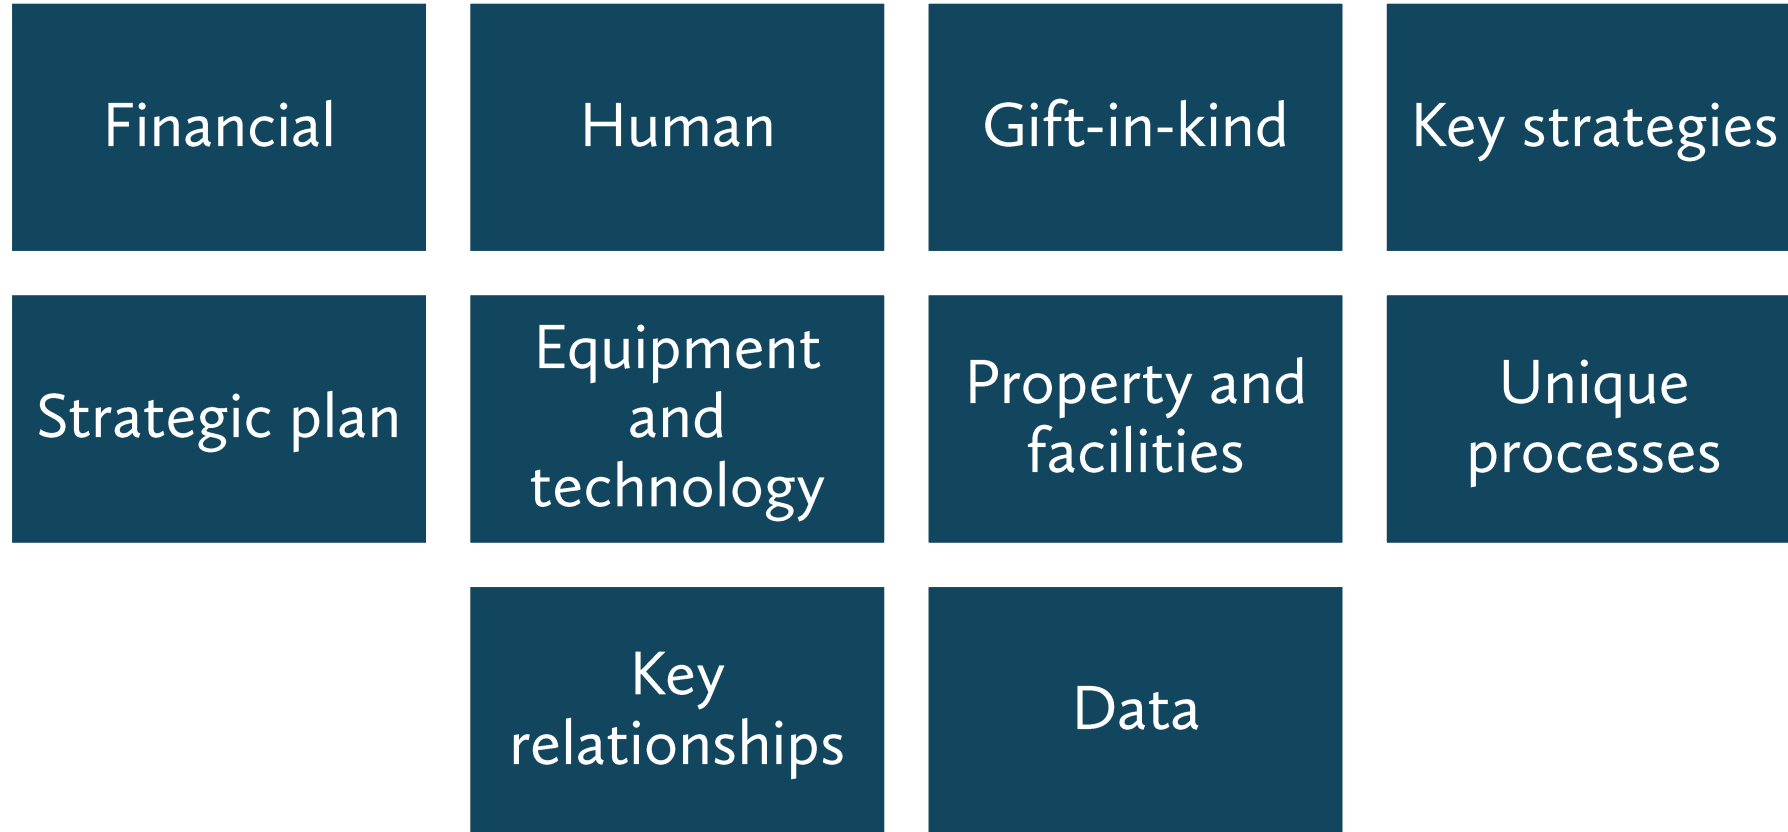 Financial
Human
Gift-in-kind
Key strategies
Strategic plan
Equipment
and
technology
Property and
facilities
Unique
processes
Key
relationships
Data